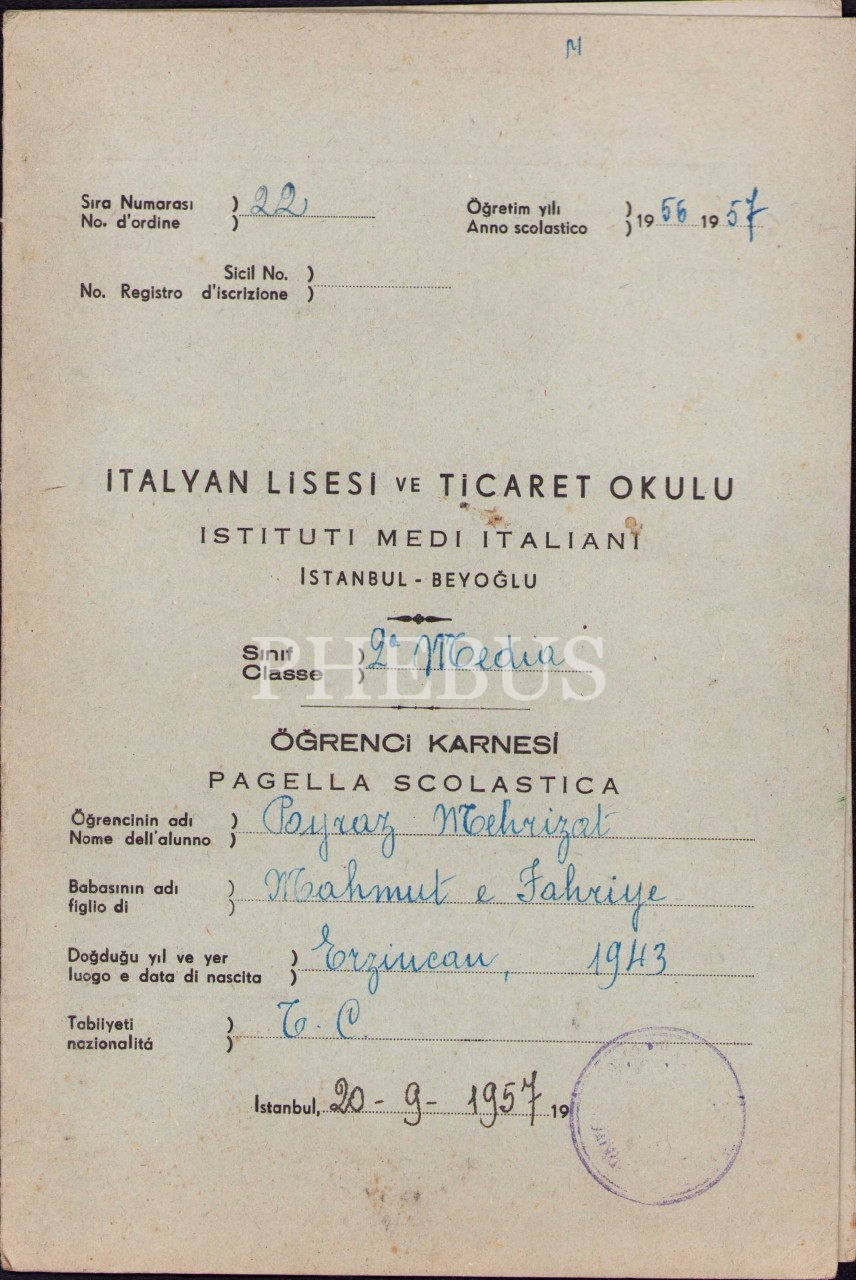 Sıra Numarası ) 22
No. d'ordine )
Öğretim yılı ) 19 56 19 57
Anno scolastico )
Sicil No. )
No. Registro d'iscrizione )
İTALYAN LİSESİ VE TİCARET OKULU
ISTITUTI MEDI ITALIANI
ISTANBUL - BEYOĞLU
Sınıf ) 2ª Media
Classe )
PHEBUS
ÖĞRENCİ KARNESİ
PAGELLA SCOLASTICA
Öğrencinin adı ) Poyraz Mehrizat
Nome dell'alunno )
Babasının adı ) Mahmut e Fahriye
figlio di )
Doğduğu yıl ve yer ) Erzincan, 1943
luogo e data di nascita )
Tabiiyeti ) T. C.
nazionalitá )
Istanbul, 20 - 9 - 1957 19